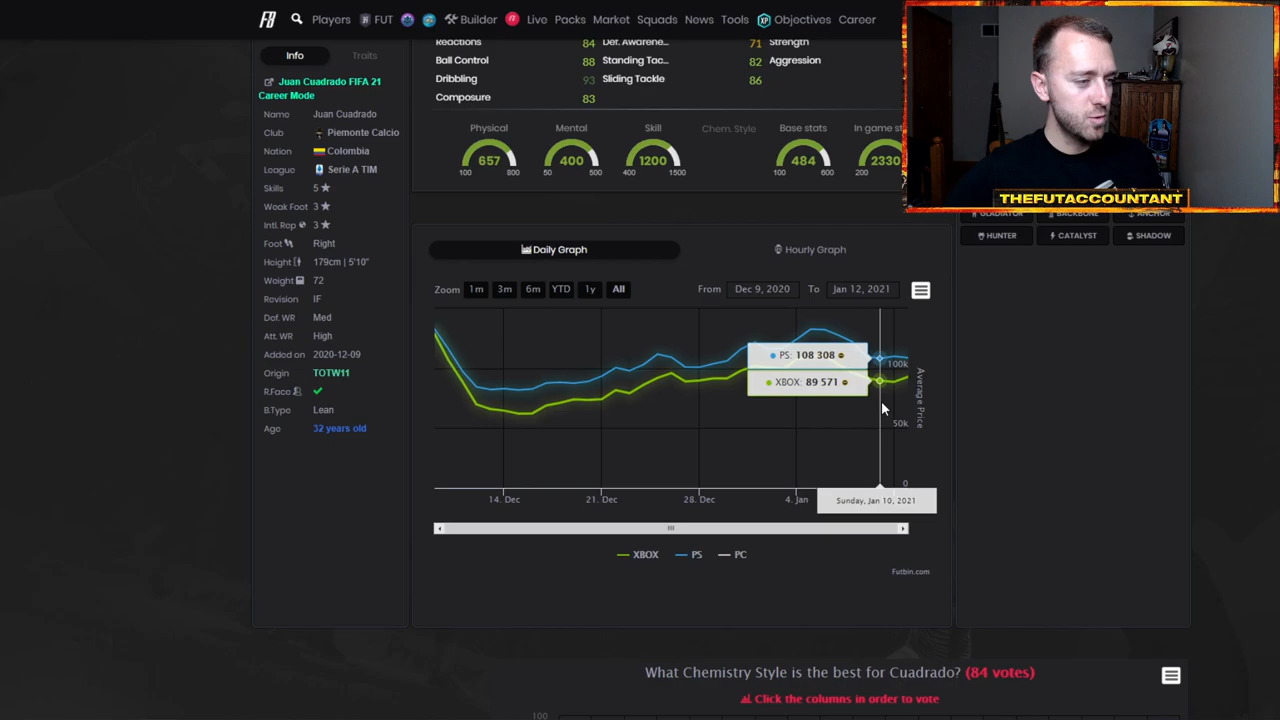 Players FUT Builder Live Packs Market Squads News Tools XP Objectives Career
Info Traits
Juan Cuadrado FIFA 21 Career Mode
Name Juan Cuadrado
Club Piemonte Calcio
Nation Colombia
League Serie A TIM
Skills 5
Weak Foot 3
Intl. Rep 3
Foot Right
Height 179cm | 5'10"
Weight 72
Revision IF
Def. WR Med
Att. WR High
Added on 2020-12-09
Origin TOTW11
R.Face
B.Type Lean
Age 32 years old
Reactions 84 Def. Awarene... 71 Strength
Ball Control 88 Standing Tac... 82 Aggression
Dribbling 93 Sliding Tackle 86
Composure 83
Physical Mental Skill Chem. Style Base stats In game st
657 400 1200 484 2330
100 800 50 500 400 1500 100 600 200
THEFUTACCOUNTANT
GLADIATOR BACKBONE ANCHOR
HUNTER CATALYST SHADOW
Daily Graph Hourly Graph
Zoom 1m 3m 6m YTD 1y All From Dec 9, 2020 To Jan 12, 2021
PS: 108 308
XBOX: 89 571
100k
50k
0
Average Price
14. Dec 21. Dec 28. Dec 4. Jan
Sunday, Jan 10, 2021
XBOX PS PC
Futbin.com
What Chemistry Style is the best for Cuadrado? (84 votes)
Click the columns in order to vote
100